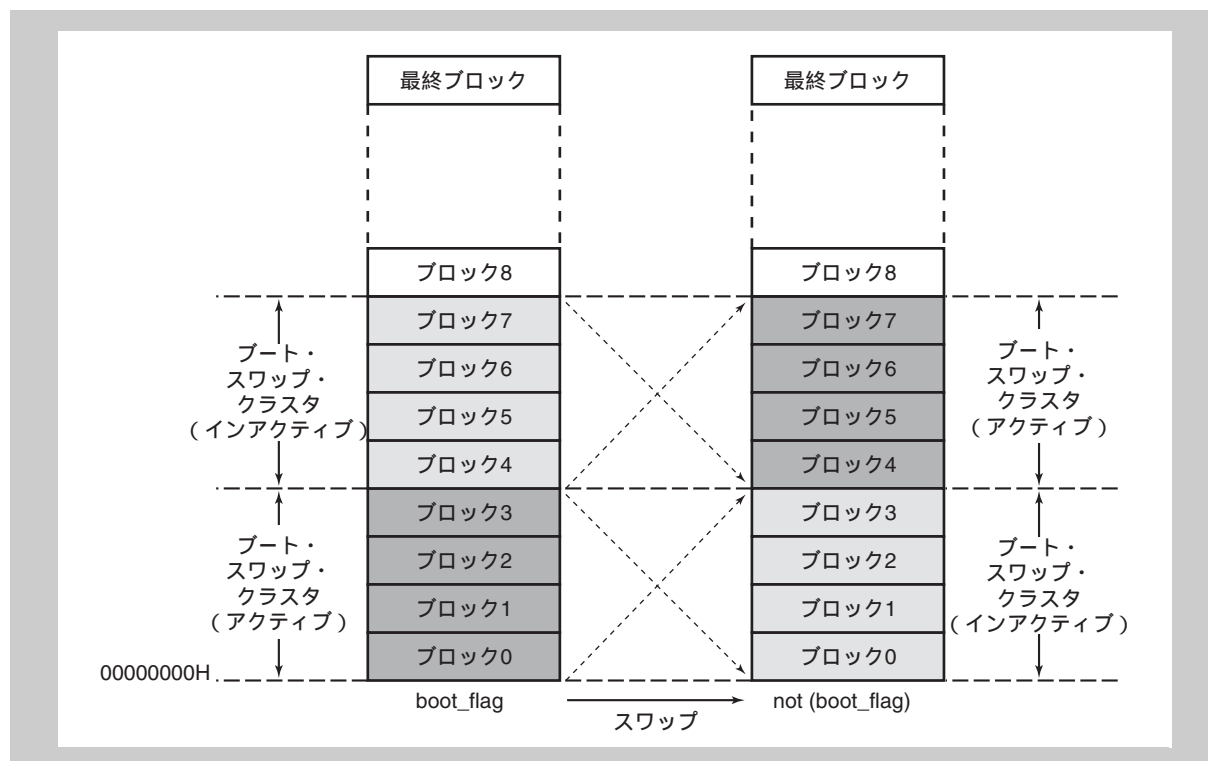 最終ブロック
最終ブロック
ブロック8
ブロック8
ブート・
スワップ・
クラスタ
(インアクティブ)
ブロック7
ブロック6
ブロック5
ブロック4
ブロック7
ブロック6
ブロック5
ブロック4
ブート・
スワップ・
クラスタ
(アクティブ)
ブート・
スワップ・
クラスタ
(アクティブ)
ブロック3
ブロック2
ブロック1
ブロック0
ブロック3
ブロック2
ブロック1
ブロック0
ブート・
スワップ・
クラスタ
(インアクティブ)
00000000H
boot_flag
スワップ
not (boot_flag)